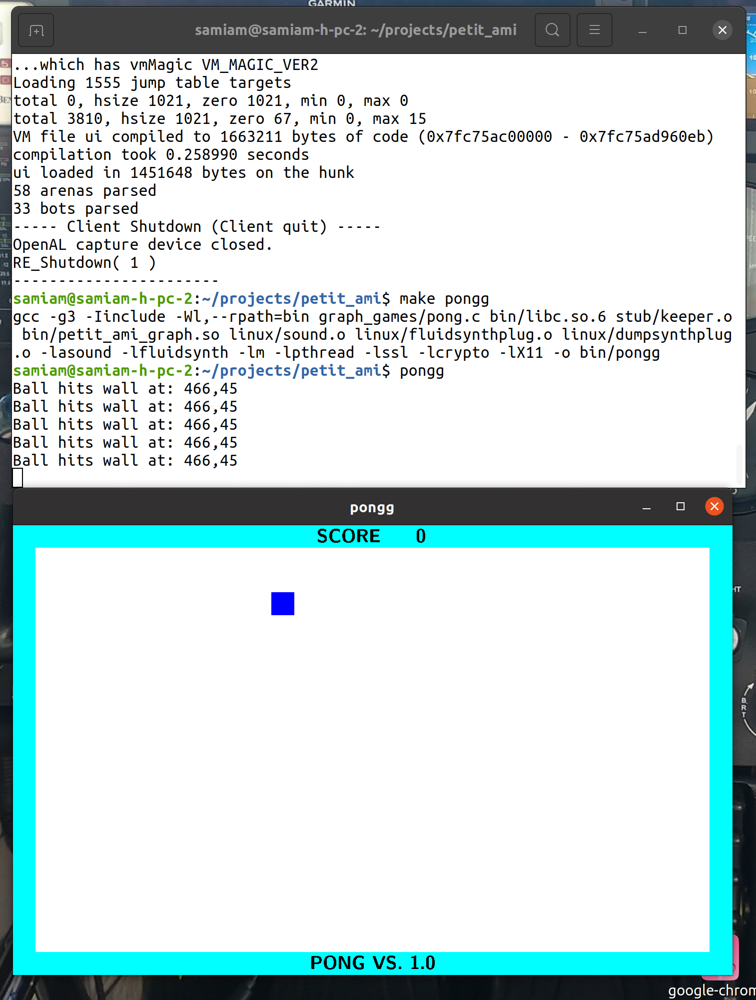 GARMIN
samiam@samiam-h-pc-2: ~/projects/petit_ami
...which has vmMagic VM_MAGIC_VER2
Loading 1555 jump table targets
total 0, hsize 1021, zero 1021, min 0, max 0
total 3810, hsize 1021, zero 67, min 0, max 15
VM file ui compiled to 1663211 bytes of code (0x7fc75ac00000 - 0x7fc75ad960eb)
compilation took 0.258990 seconds
ui loaded in 1451648 bytes on the hunk
58 arenas parsed
33 bots parsed
----- Client Shutdown (Client quit) -----
OpenAL capture device closed.
RE_Shutdown( 1 )
-----------------------
samiam@samiam-h-pc-2:~/projects/petit_ami$ make pongg
gcc -g3 -Iinclude -Wl,--rpath=bin graph_games/pong.c bin/libc.so.6 stub/keeper.o
 bin/petit_ami_graph.so linux/sound.o linux/fluidsynthplug.o linux/dumpsynthplug
.o -lasound -lfluidsynth -lm -lpthread -lssl -lcrypto -lX11 -o bin/pongg
samiam@samiam-h-pc-2:~/projects/petit_ami$ pongg
Ball hits wall at: 466,45
Ball hits wall at: 466,45
Ball hits wall at: 466,45
Ball hits wall at: 466,45
Ball hits wall at: 466,45
pongg
SCORE 0
BRT
PONG VS. 1.0
google-chrom